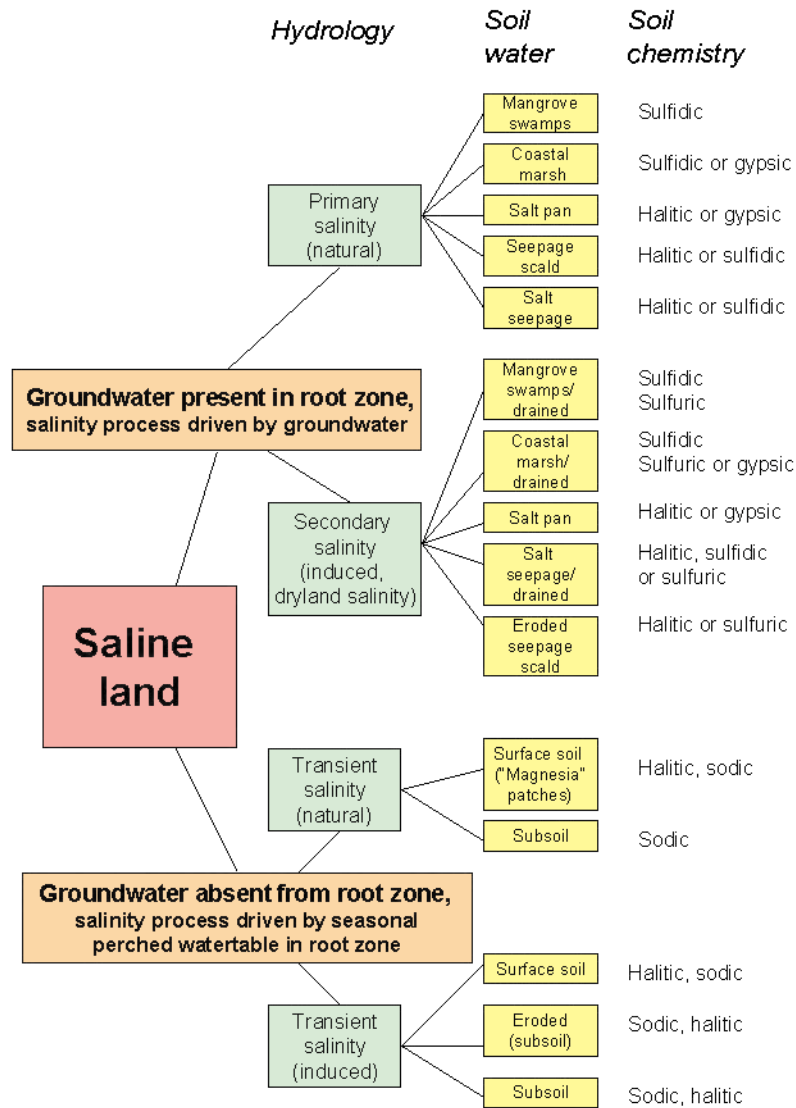 Hydrology
Soil
water
Soil
chemistry
Mangrove
swamps
Sulfidic
Coastal
marsh
Sulfidic or gypsic
Primary
salinity
(natural)
Salt pan
Halitic or gypsic
Seepage
scald
Halitic or sulfidic
Salt
seepage
Halitic or sulfidic
Groundwater present in root zone,
salinity process driven by groundwater
Mangrove
swamps/
drained
Sulfidic
Sulfuric
Coastal
marsh/
drained
Sulfidic
Sulfuric or gypsic
Secondary
salinity
(induced,
dryland salinity)
Salt pan
Halitic or gypsic
Salt
seepage/
drained
Halitic, sulfidic
or sulfuric
Eroded
seepage
scald
Halitic or sulfuric
Saline
land
Transient
salinity
(natural)
Surface soil
("Magnesia"
patches)
Halitic, sodic
Subsoil
Sodic
Groundwater absent from root zone,
salinity process driven by seasonal
perched watertable in root zone
Surface soil
Halitic, sodic
Transient
salinity
(induced)
Eroded
(subsoil)
Sodic, halitic
Subsoil
Sodic, halitic